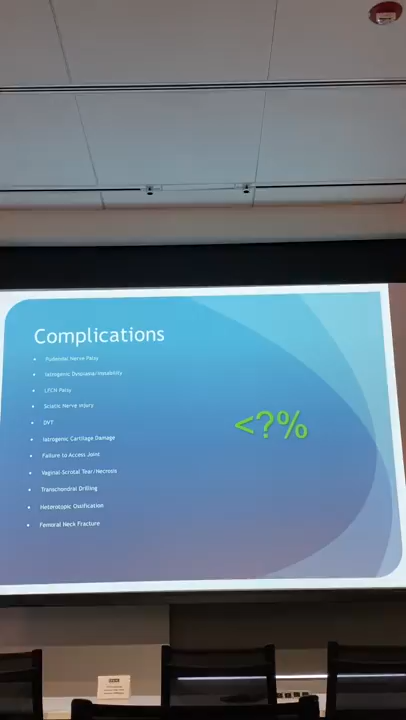 Complications
• Pudendal Nerve Palsy
• Iatrogenic Dysplasia/Instability
• LFCN Palsy
• Sciatic Nerve Injury
• DVT
• Iatrogenic Cartilage Damage
• Failure to Access Joint
• Vaginal-Scrotal Tear/Necrosis
• Transchondral Drilling
• Heterotopic Ossification
• Femoral Neck Fracture
<?%